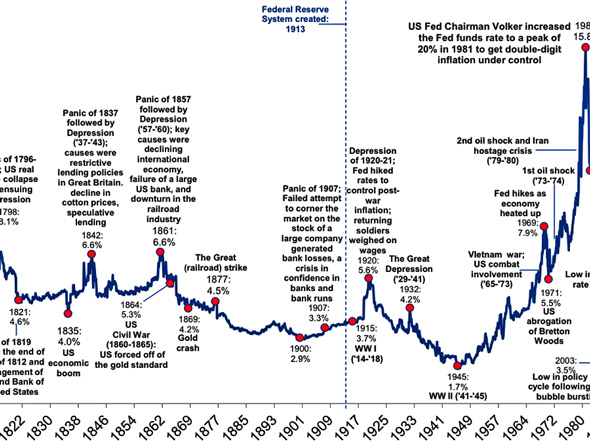 Federal Reserve
System created:
1913
US Fed Chairman Volker increased
the Fed funds rate to a peak of
20% in 1981 to get double-digit
inflation under control
198
15.8
Panic of 1857
followed by
Depression
('57-'60); key
causes were
declining
international
economy,
failure of a large
US bank, and
downturn in the
railroad
industry
1861:
6.6%
Panic of 1837
followed by
Depression
('37-'43);
causes were
restrictive
lending policies
in Great Britain.
decline in
cotton prices,
speculative
lending
1842:
6.6%
s of 1796-
; US real
collapse
ensuing
ression
1798:
8.1%
Depression
of 1920-21;
Fed hiked
rates to
control post-
war
inflation;
returning
soldiers
weighed on
wages
1920:
5.6%
Panic of 1907;
Failed attempt
to corner the
market on the
stock of a
large company
generated
bank losses, a
crisis in
confidence in
banks and
bank runs
1907:
3.3%
2nd oil shock and Iran
hostage crisis
('79-'80)
1st oil shock
('73-'74)
Fed hikes as
economy
heated up
1969:
7.9%
Vietnam war;
US combat
involvement
('65-'73)
The Great
(railroad) strike
1877:
4.5%
The Great
Depression
('29-'41)
1932:
4.2%
Low in
rate
1971:
5.5%
US
abrogation
of Bretton
Woods
1821:
4.6%
of 1819
the end of
of 1812 and
ngement of
nd Bank of
ted States
1835:
4.0%
US
economic
boom
1864:
5.3%
US
Civil War
(1860-1865):
US forced off of
the gold standard
1869:
4.2%
Gold
crash
1900:
2.9%
1915:
3.7%
WW I
('14-'18)
1945:
1.7%
WW II ('41-'45)
2003:
3.5%
Low in policy
cycle following
bubble bursti
1822 1830 1838 1846 1854 1862 1869 1877 1885 1893 1901 1909 1917 1925 1933 1941 1949 1957 1964 1972 1980